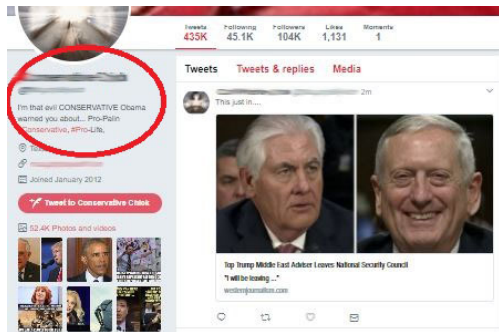 Tweets Following Followers Likes Moments
435K 45.1K 104K 1,131 1
Tweets Tweets & replies Media
2m
This just in....
I'm that evil CONSERVATIVE Obama
warned you about... Pro-Palin
#Conservative, #Pro-Life.
Joined January 2012
Tweet to Conservative Chick
52.4K Photos and videos
Top Trump Middle East Adviser Leaves National Security Council
"I will be leaving ..."
westernjournalism.com